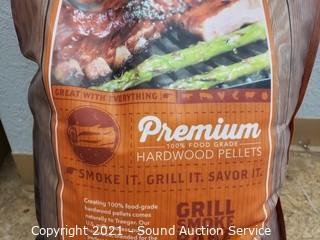 GREAT WITH EVERYTHING
Premium
100% FOOD GRADE
HARDWOOD PELLETS
SMOKE IT. GRILL IT. SAVOR IT.
Creating 100% food-grade
hardwood pellets comes
naturally to Traeger. Our
GRILL
SMOKE
Copyright 2021 - Sound Auction Service